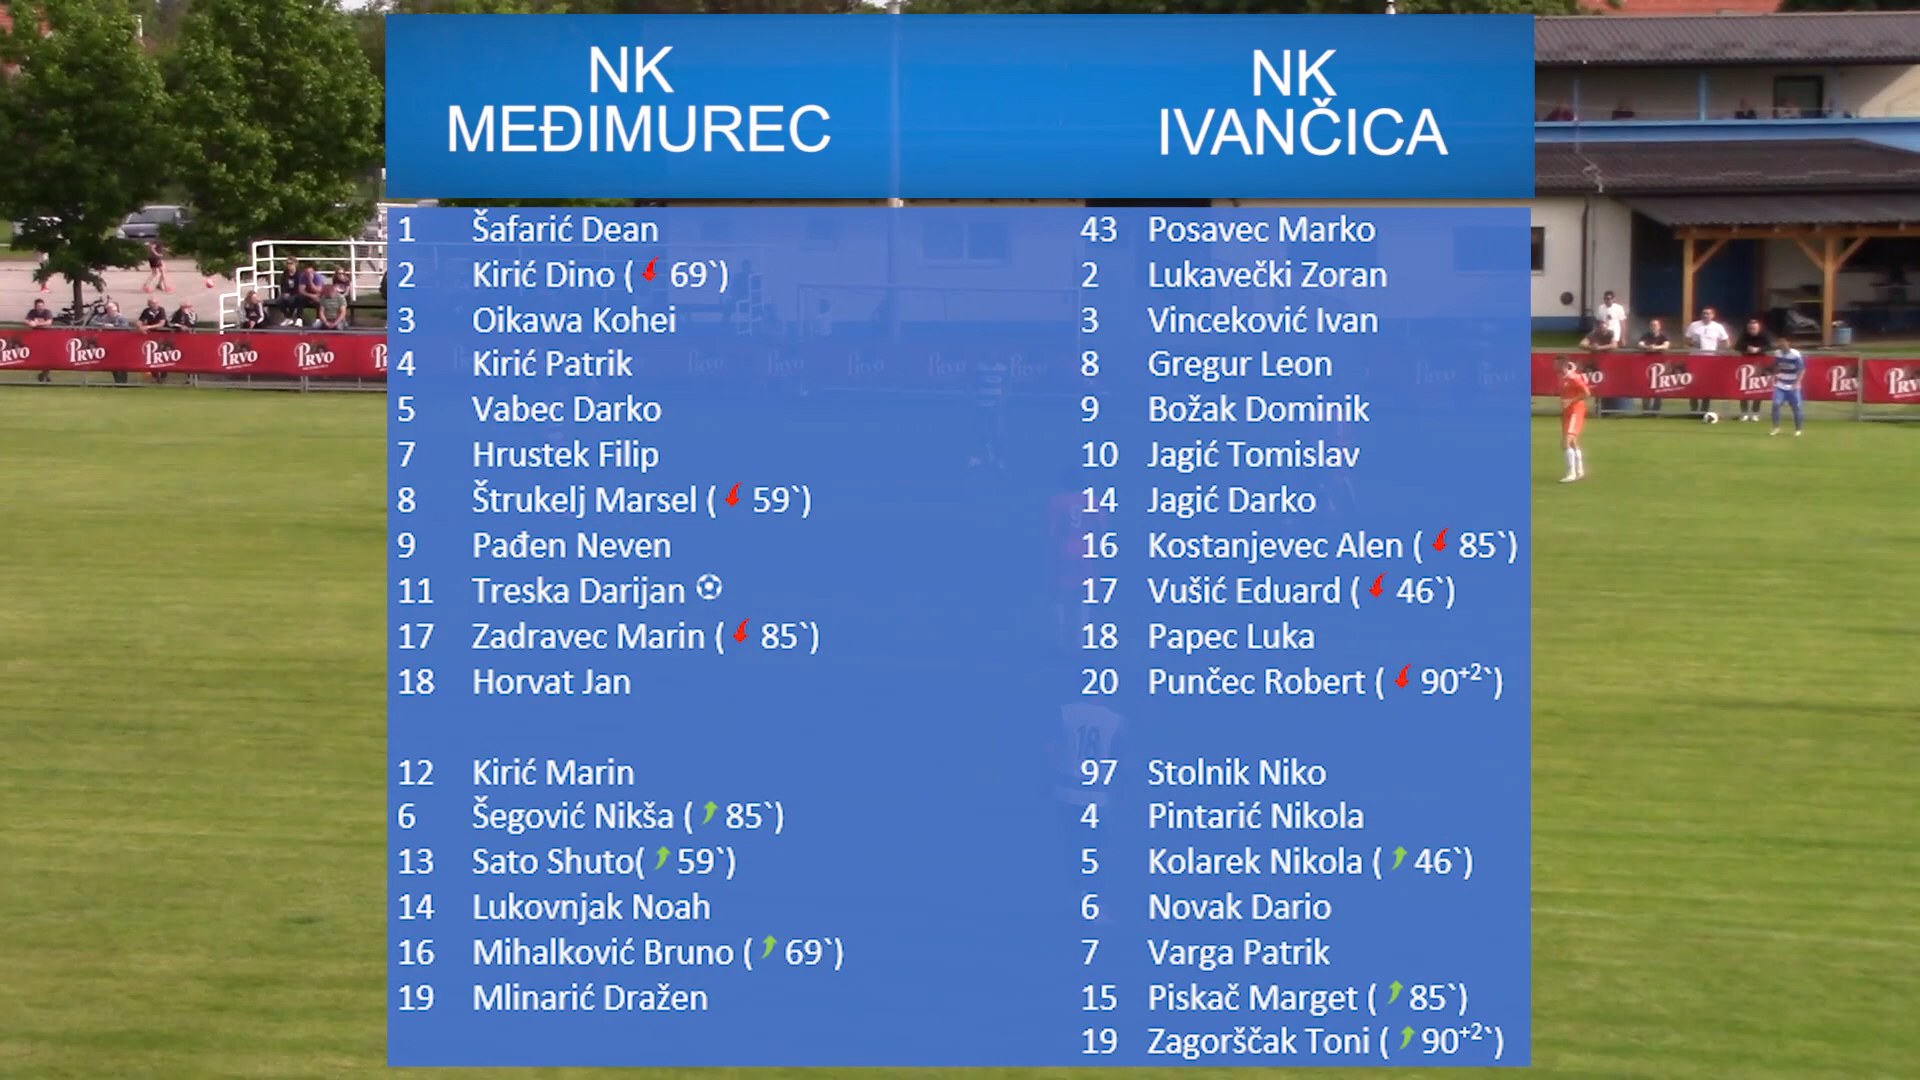 NK
MEĐIMUREC
NK
IVANČICA
1 Šafarić Dean
2 Kirić Dino ( 69`)
3 Oikawa Kohei
4 Kirić Patrik
5 Vabec Darko
7 Hrustek Filip
8 Štrukelj Marsel ( 59`)
9 Pađen Neven
11 Treska Darijan
17 Zadravec Marin ( 85`)
18 Horvat Jan
12 Kirić Marin
6 Šegović Nikša ( 85`)
13 Sato Shuto( 59`)
14 Lukovnjak Noah
16 Mihalković Bruno ( 69`)
19 Mlinarić Dražen
43 Posavec Marko
2 Lukavečki Zoran
3 Vinceković Ivan
8 Gregur Leon
9 Božak Dominik
10 Jagić Tomislav
14 Jagić Darko
16 Kostanjevec Alen ( 85`)
17 Vušić Eduard ( 46`)
18 Papec Luka
20 Punčec Robert ( 90+2`)
97 Stolnik Niko
4 Pintarić Nikola
5 Kolarek Nikola ( 46`)
6 Novak Dario
7 Varga Patrik
15 Piskač Marget ( 85`)
19 Zagorščak Toni ( 90+2`)
PRVO
PRVO
PRVO
PRVO
PRVO
18